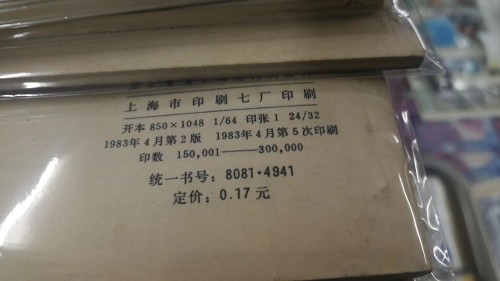 上海市印刷七厂印刷
开本 850×1048 1/64 印张 1 24/32
1983年4月第2版 1983年4月第5次印刷
印数 150,001——300,000
统一书号：8081·4941
定价：0.17元